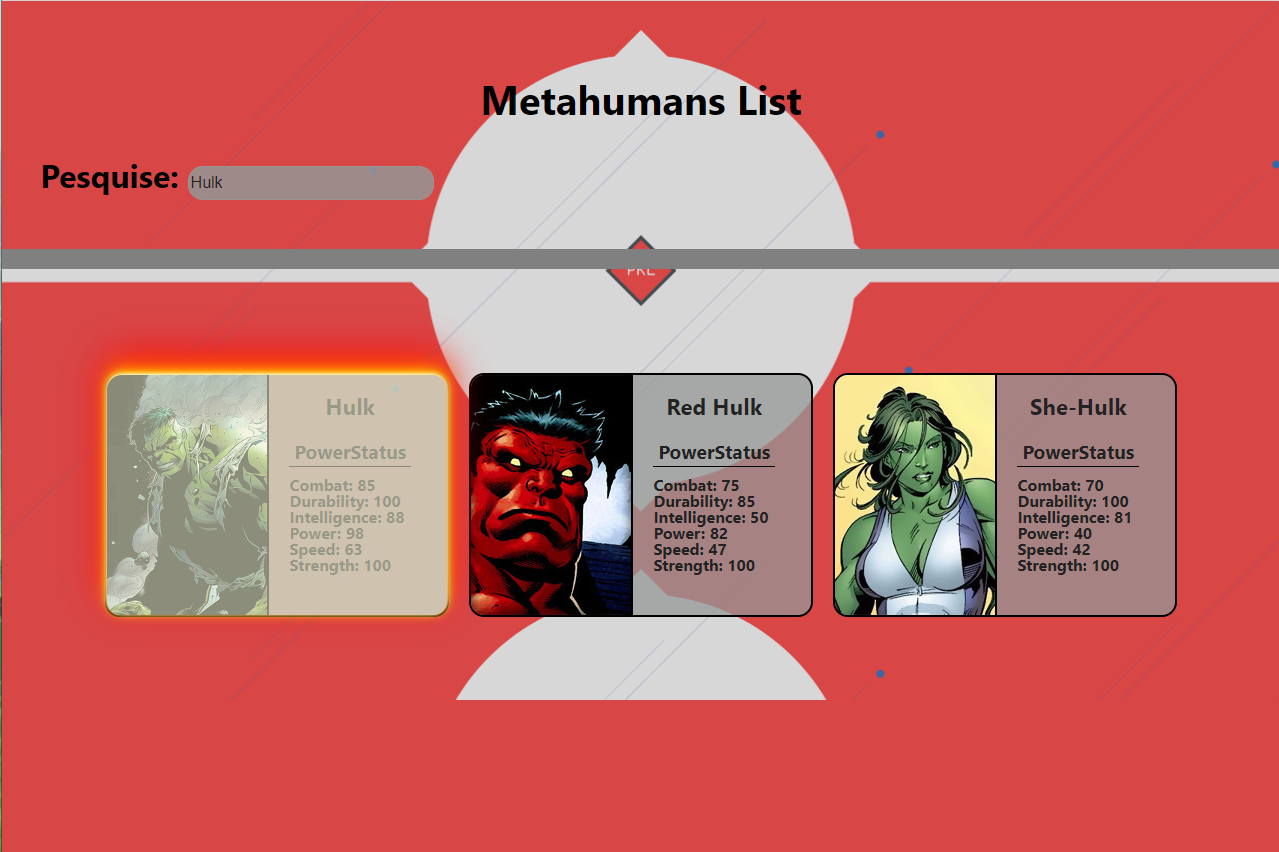 Metahumans List
Pesquise: Hulk
PRE
Hulk
PowerStatus
Combat: 85
Durability: 100
Intelligence: 88
Power: 98
Speed: 63
Strength: 100
Red Hulk
PowerStatus
Combat: 75
Durability: 85
Intelligence: 50
Power: 82
Speed: 47
Strength: 100
She-Hulk
PowerStatus
Combat: 70
Durability: 100
Intelligence: 81
Power: 40
Speed: 42
Strength: 100